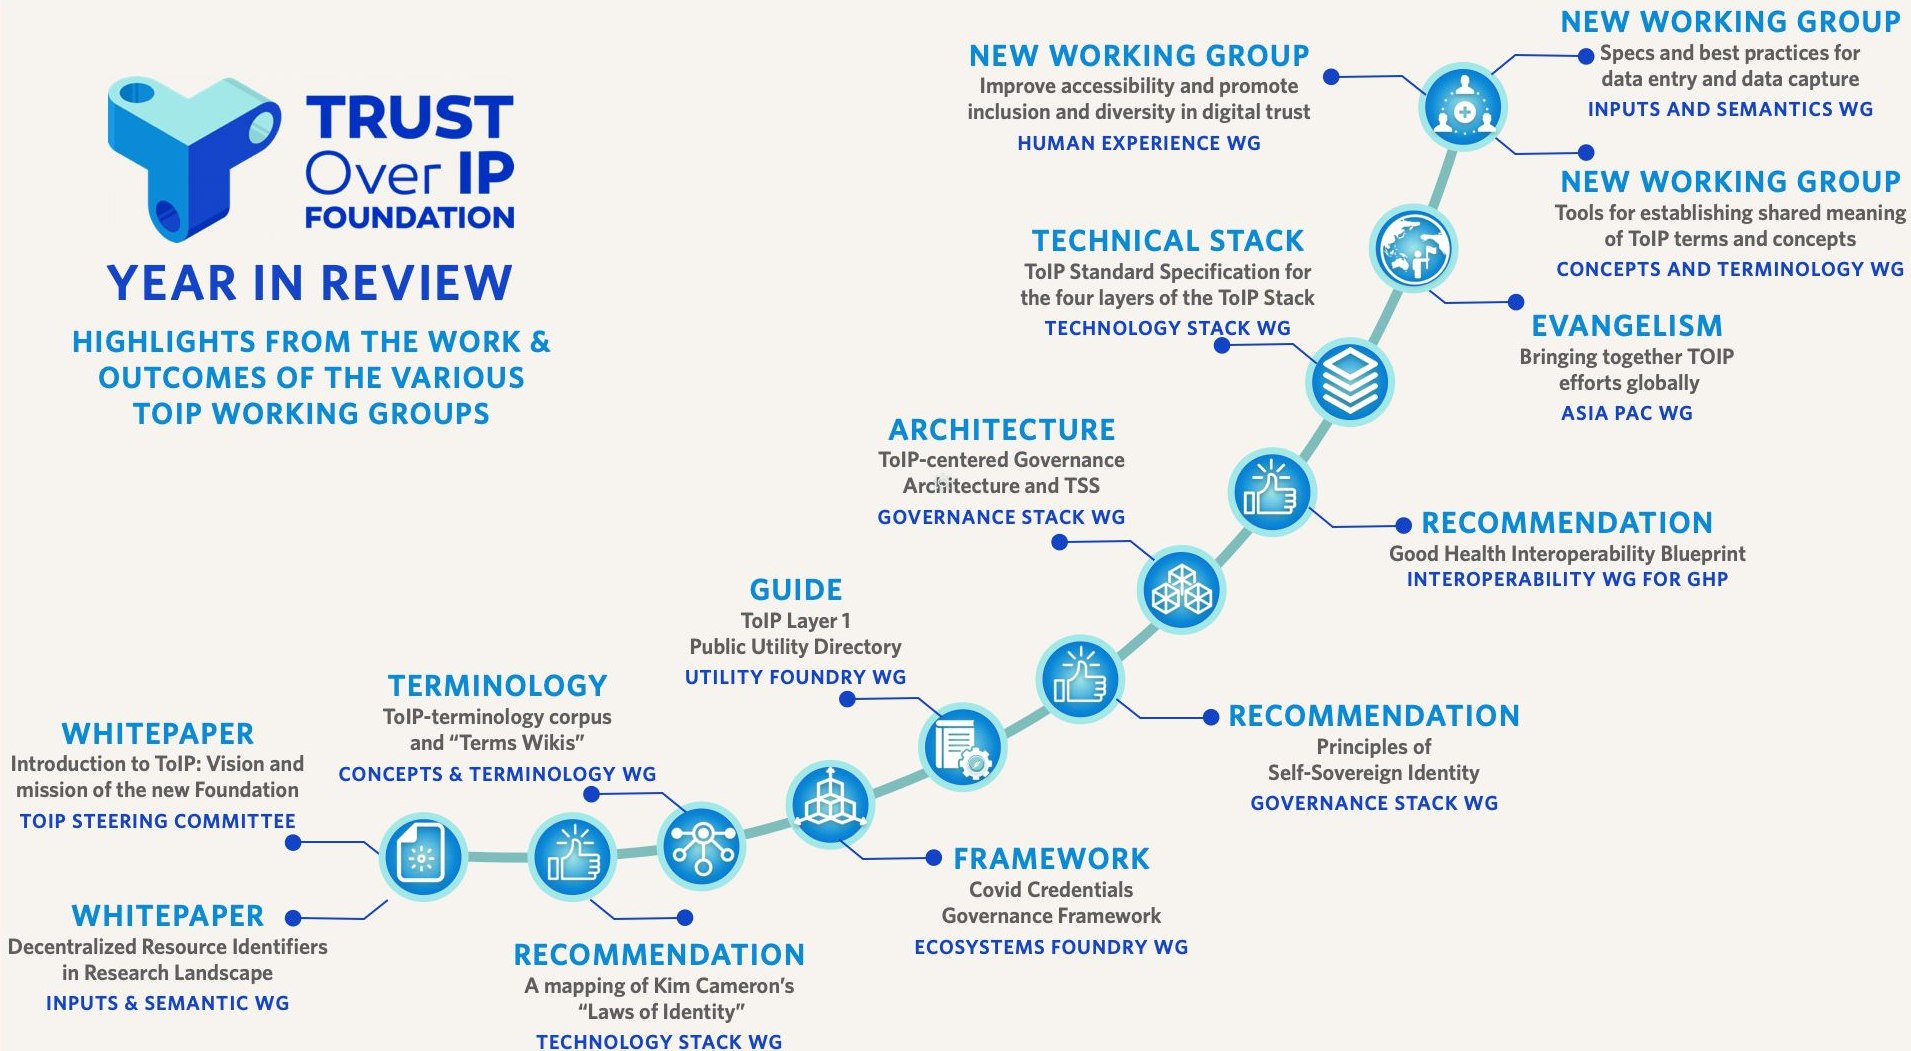 TRUST
Over IP
FOUNDATION
YEAR IN REVIEW
HIGHLIGHTS FROM THE WORK &
OUTCOMES OF THE VARIOUS
TOIP WORKING GROUPS
WHITEPAPER
Introduction to ToIP: Vision and
mission of the new Foundation
TOIP STEERING COMMITTEE
WHITEPAPER
Decentralized Resource Identifiers
in Research Landscape
INPUTS & SEMANTIC WG
RECOMMENDATION
A mapping of Kim Cameron’s
“Laws of Identity”
TECHNOLOGY STACK WG
TERMINOLOGY
ToIP-terminology corpus
and “Terms Wikis”
CONCEPTS & TERMINOLOGY WG
FRAMEWORK
Covid Credentials
Governance Framework
ECOSYSTEMS FOUNDRY WG
GUIDE
ToIP Layer 1
Public Utility Directory
UTILITY FOUNDRY WG
RECOMMENDATION
Principles of
Self-Sovereign Identity
GOVERNANCE STACK WG
ARCHITECTURE
ToIP-centered Governance
Architecture and TSS
GOVERNANCE STACK WG
RECOMMENDATION
Good Health Interoperability Blueprint
INTEROPERABILITY WG FOR GHP
TECHNICAL STACK
ToIP Standard Specification for
the four layers of the ToIP Stack
TECHNOLOGY STACK WG
EVANGELISM
Bringing together TOIP
efforts globally
ASIA PAC WG
NEW WORKING GROUP
Improve accessibility and promote
inclusion and diversity in digital trust
HUMAN EXPERIENCE WG
NEW WORKING GROUP
Specs and best practices for
data entry and data capture
INPUTS AND SEMANTICS WG
NEW WORKING GROUP
Tools for establishing shared meaning
of ToIP terms and concepts
CONCEPTS AND TERMINOLOGY WG